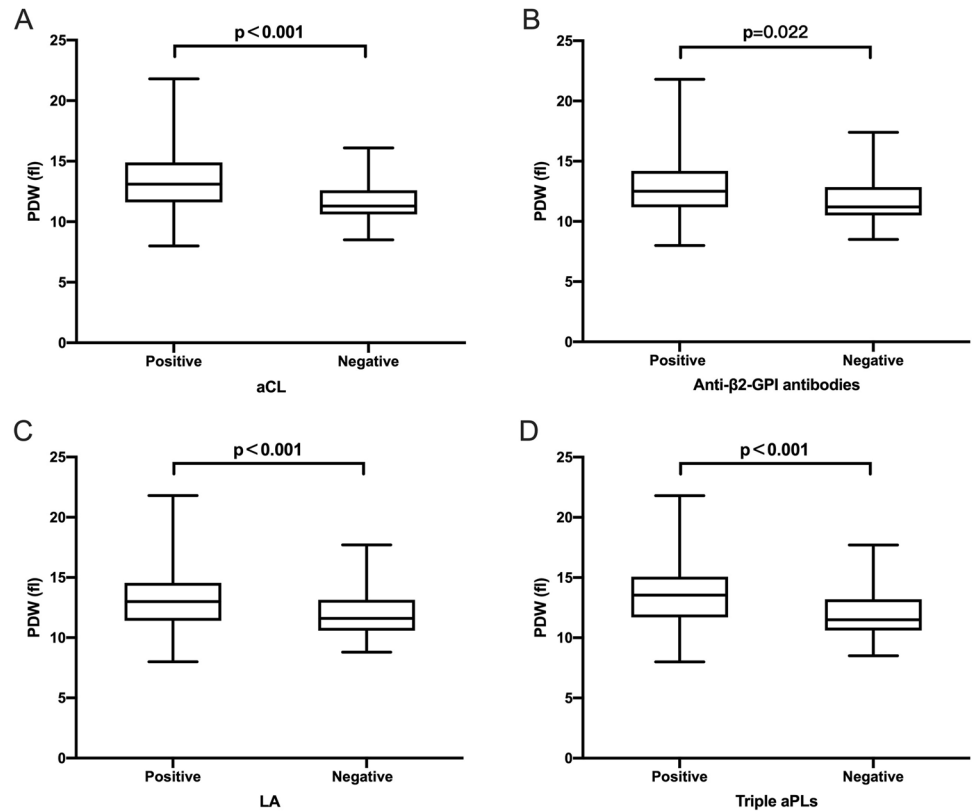 A
p<0.001
25
20
15
10
5
0
PDW (fl)
Positive Negative
aCL
B
p=0.022
25
20
15
10
5
0
PDW (fl)
Positive Negative
Anti-β2-GPI antibodies
C
p<0.001
25
20
15
10
5
0
PDW (fl)
Positive Negative
LA
D
p<0.001
25
20
15
10
5
0
PDW (fl)
Positive Negative
Triple aPLs